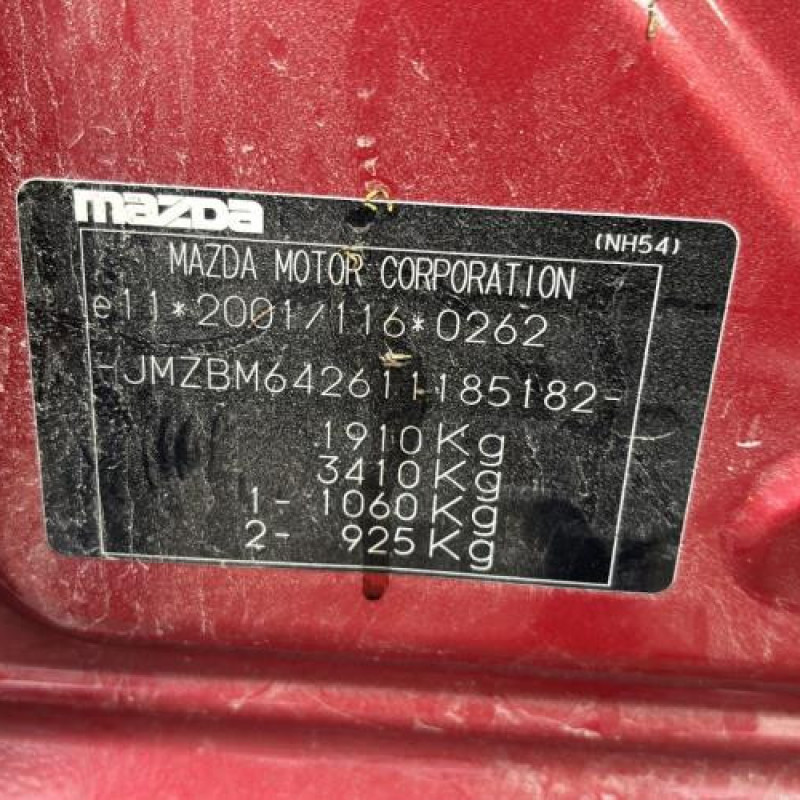 mazda
(NH54)
MAZDA MOTOR CORPORATION
e11*2001/116*0262
-JMZBM642611185182-
1910Kg
3410Kg
1- 1060Kg
2- 925Kg